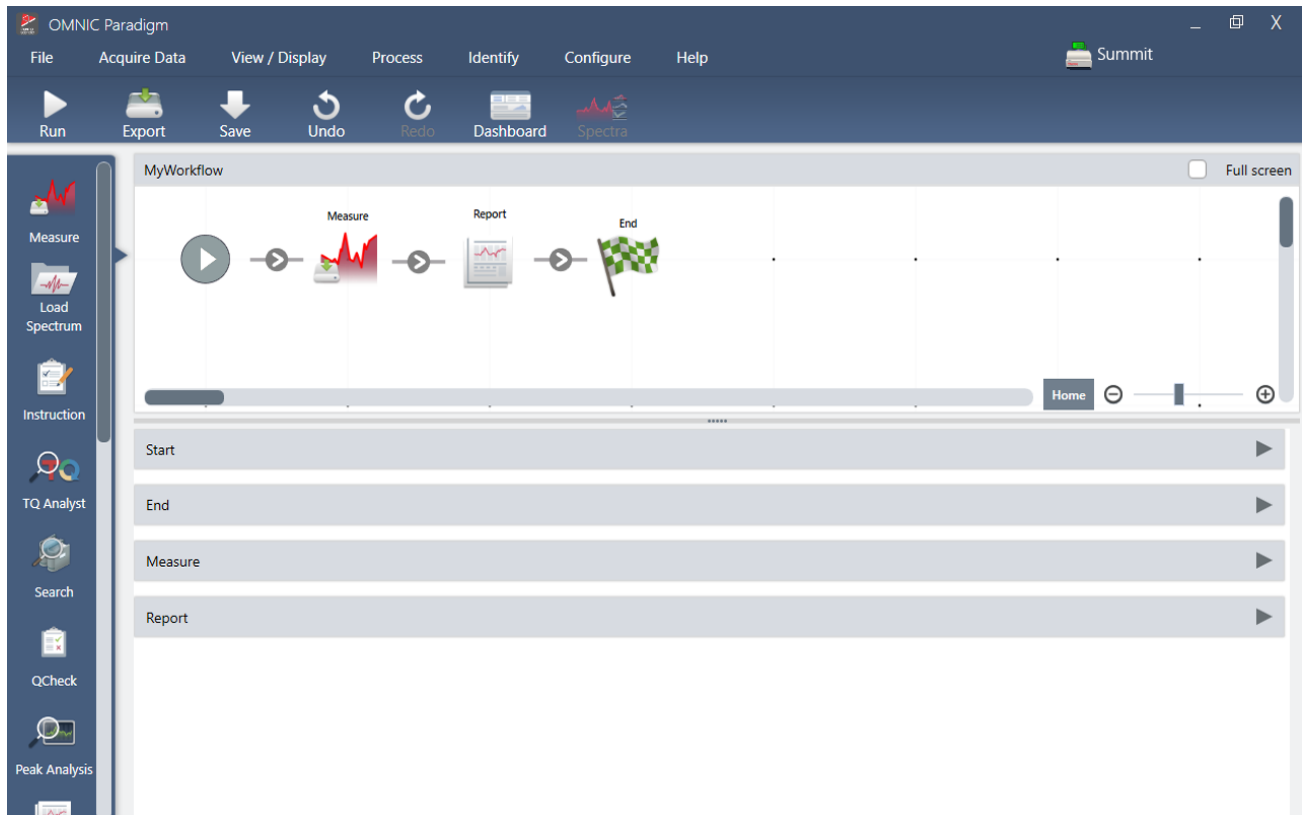 OMNIC Paradigm
X
File Acquire Data View / Display Process Identify Configure Help Summit
Run Export Save Undo Redo Dashboard Spectra
MyWorkflow Full screen
Measure
Load
Spectrum
Instruction
TQ Analyst
Search
QCheck
Peak Analysis
Measure Report End
Home
Start
End
Measure
Report